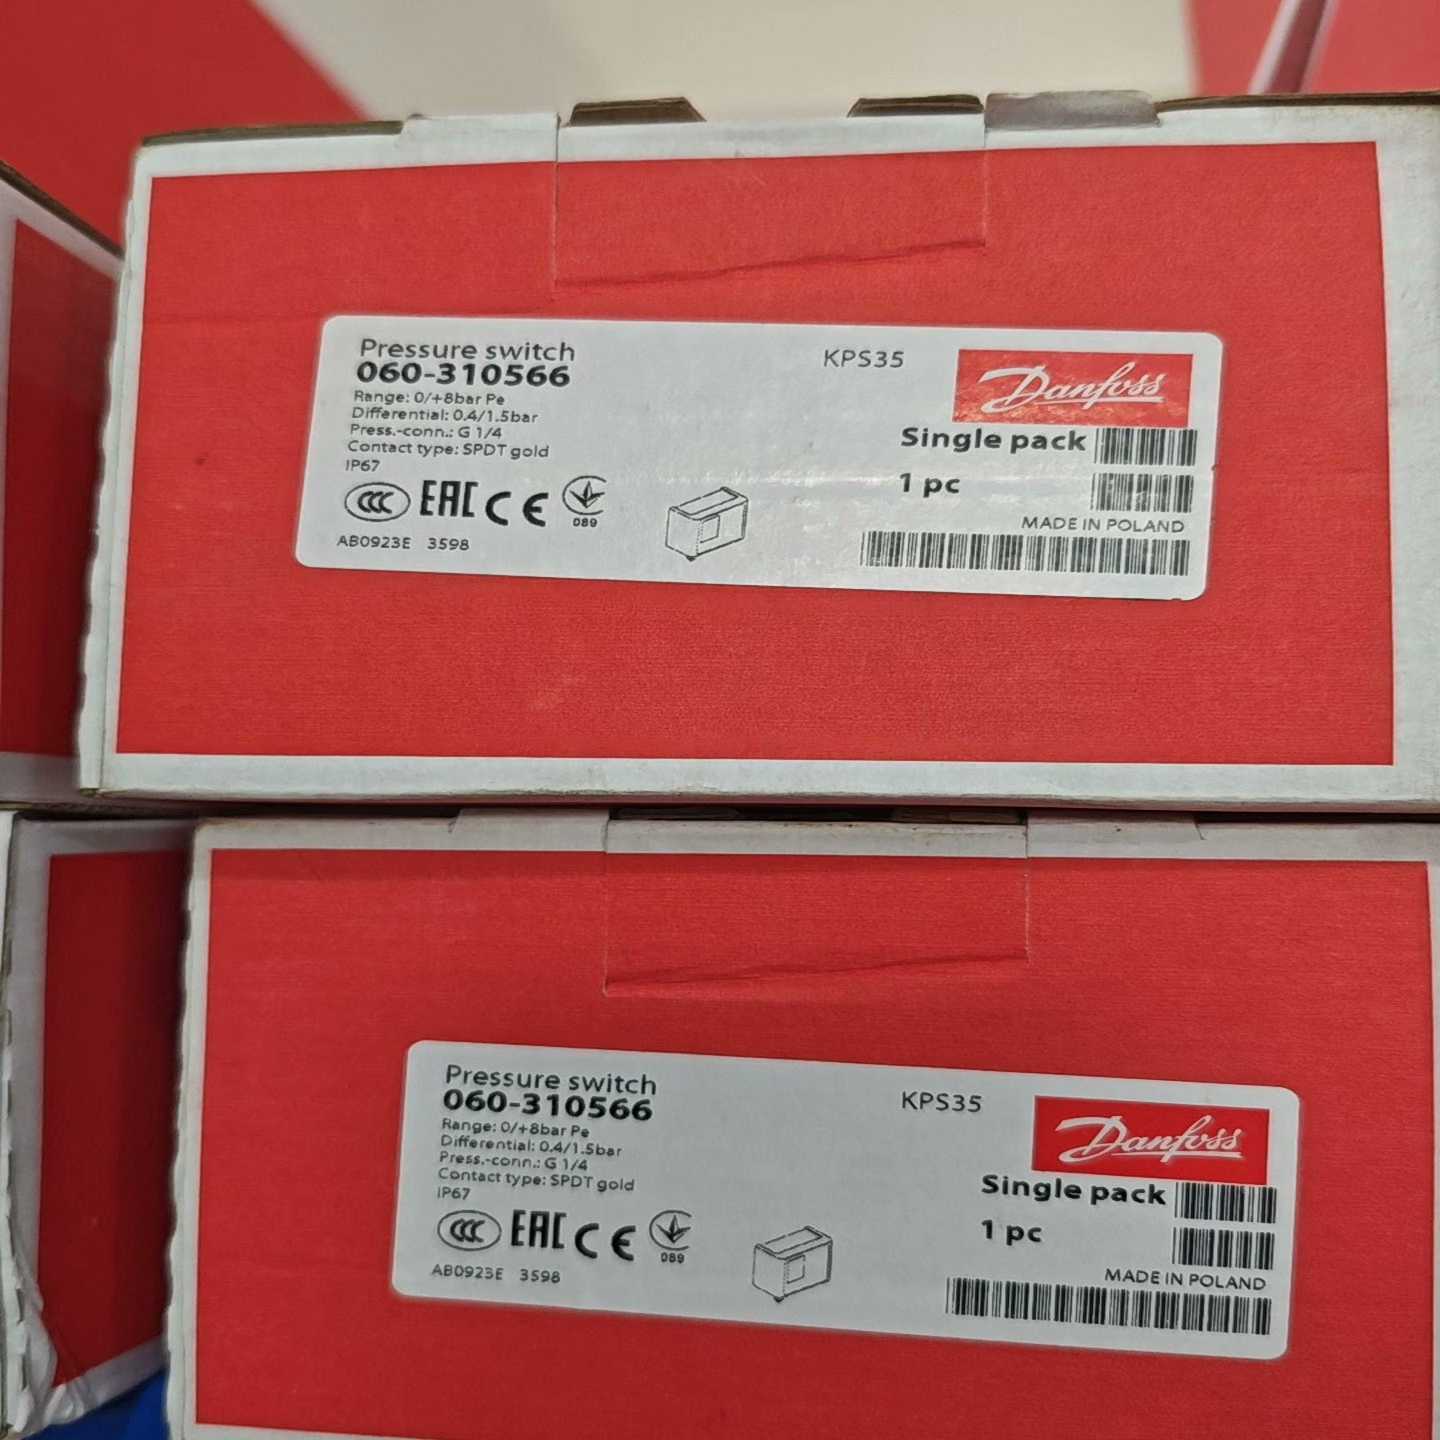 Pressure switch
060-310566
Range: 0/+8bar Pe
Differential: 0.4/1.5bar
Press.-conn.: G 1/4
Contact type: SPDT gold
IP67
CCC EAC CE
089
AB0923E 3598
KPS35
Danfoss
Single pack
1 pc
MADE IN POLAND
Pressure switch
060-310566
Range: 0/+8bar Pe
Differential: 0.4/1.5bar
Press.-conn.: G 1/4
Contact type: SPDT gold
IP67
CCC EAC CE
089
AB0923E 3598
KPS35
Danfoss
Single pack
1 pc
MADE IN POLAND